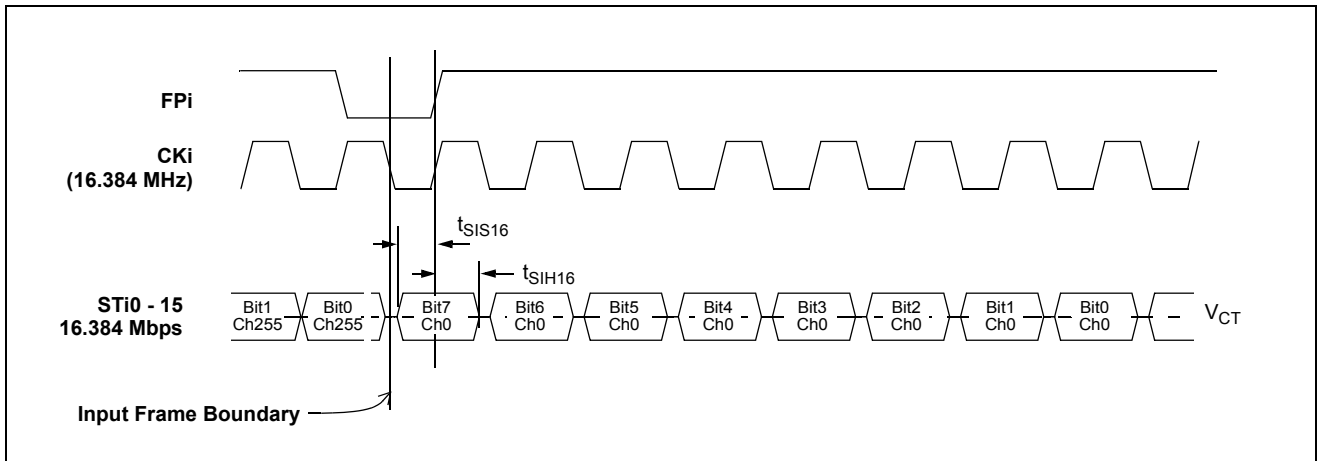 FPi
CKi
(16.384 MHz)
tSIS16
tSIH16
STi0 - 15
16.384 Mbps
Bit1 Ch255
Bit0 Ch255
Bit7 Ch0
Bit6 Ch0
Bit5 Ch0
Bit4 Ch0
Bit3 Ch0
Bit2 Ch0
Bit1 Ch0
Bit0 Ch0
VCT
Input Frame Boundary